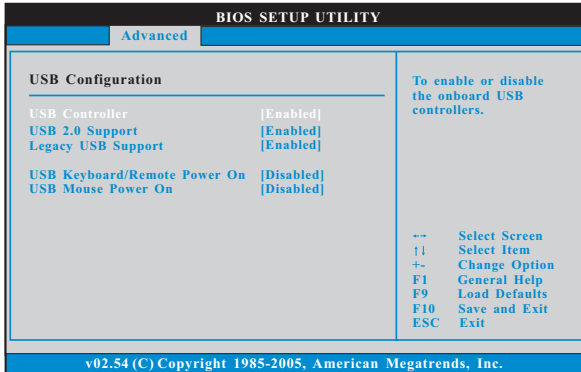 BIOS SETUP UTILITY
Advanced
USB Configuration
USB Controller [Enabled]
USB 2.0 Support [Enabled]
Legacy USB Support [Enabled]
USB Keyboard/Remote Power On [Disabled]
USB Mouse Power On [Disabled]
To enable or disable
the onboard USB
controllers.
←→ Select Screen
↑↓ Select Item
+- Change Option
F1 General Help
F9 Load Defaults
F10 Save and Exit
ESC Exit
v02.54 (C) Copyright 1985-2005, American Megatrends, Inc.